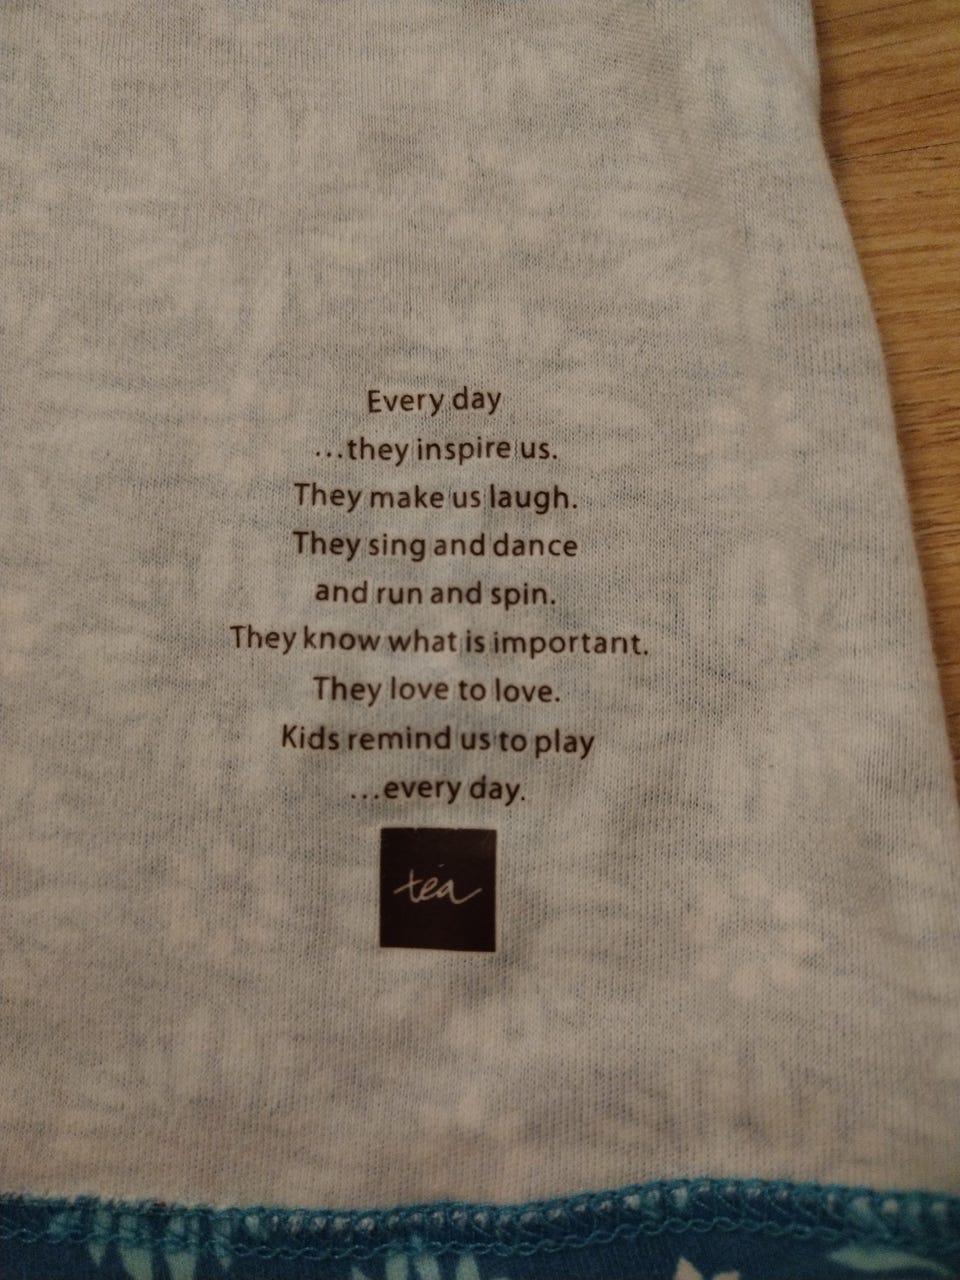 Every day
...they inspire us.
They make us laugh.
They sing and dance
and run and spin.
They know what is important.
They love to love.
Kids remind us to play
...every day.
téa